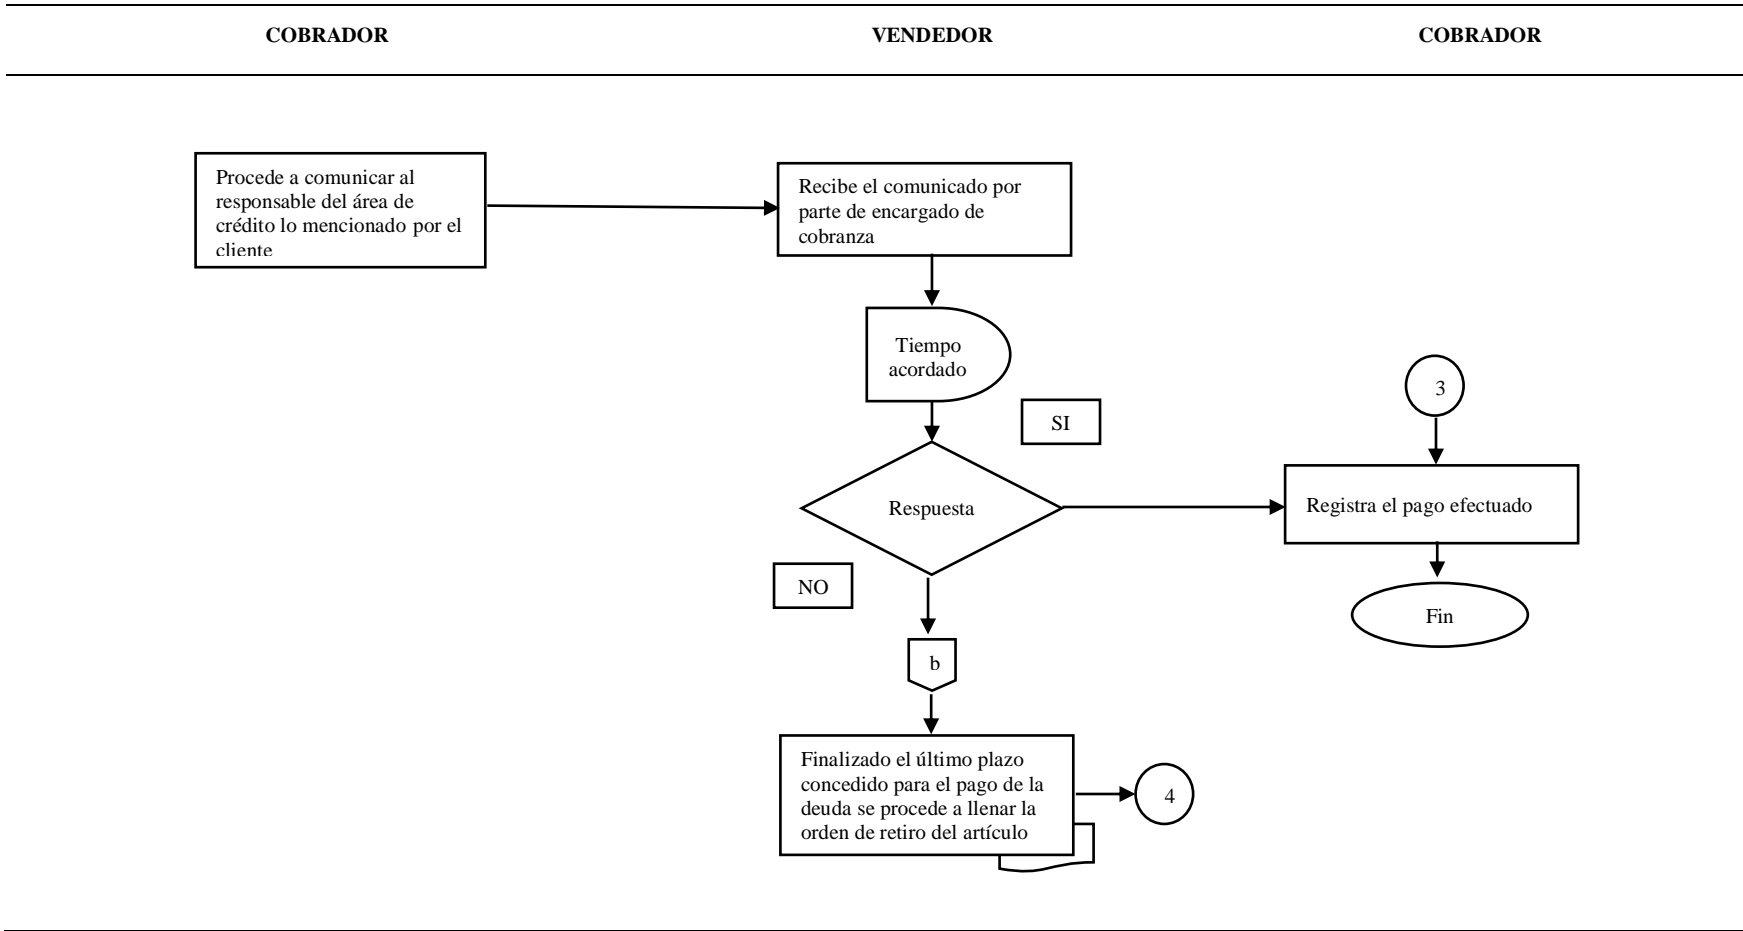 COBRADOR
VENDEDOR
COBRADOR
Procede a comunicar al
responsable del área de
crédito lo mencionado por el
cliente
Recibe el comunicado por
parte de encargado de
cobranza
Tiempo
acordado
SI
3
Respuesta
Registra el pago efectuado
NO
Fin
b
Finalizado el último plazo
concedido para el pago de la
deuda se procede a llenar la
orden de retiro del artículo
4